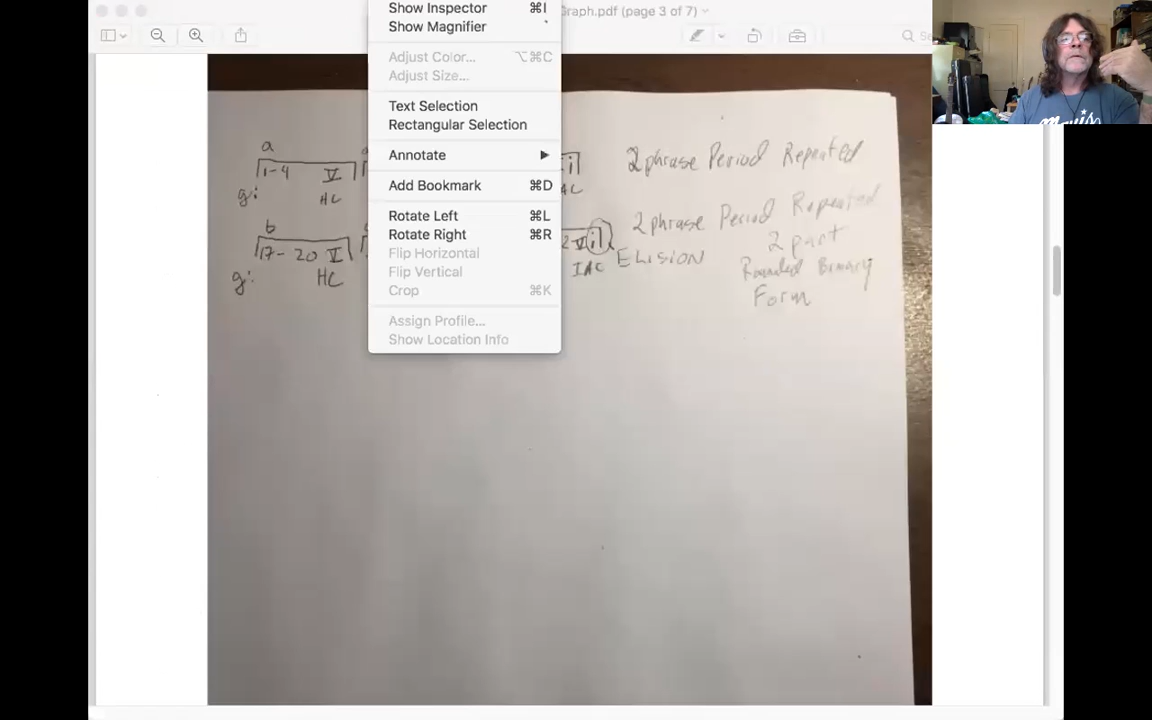 Show Inspector ⌘I
Graph.pdf (page 3 of 7)
Show Magnifier `
Adjust Color... ⌥⌘C
Adjust Size...
Text Selection
Rectangular Selection
Annotate
Add Bookmark ⌘D
Rotate Left ⌘L
Rotate Right ⌘R
Flip Horizontal
Flip Vertical
Crop ⌘K
Assign Profile...
Show Location Info
a
1-4 V i 2 phrase Period Repeated
g: HC AC
b
17-20 V 2 V i 2 phrase Period Repeated
g: HC IAC ELISION 2 part
Rounded Binary
Form